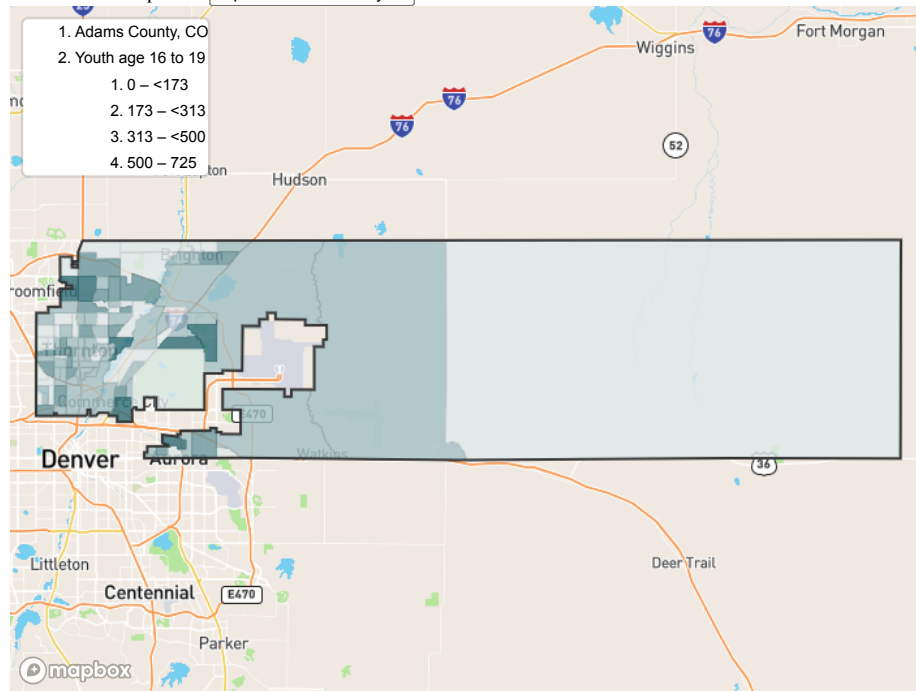 25
1. Adams County, CO
2. Youth age 16 to 19
1. 0 – <173
2. 173 – <313
3. 313 – <500
4. 500 – 725
76
Fort Morgan
Wiggins
76
76
52
Hudson
Brighton
roomfield
Thornton
Commerce City
E470
Denver
Aurora
Watkins
36
Littleton
Centennial
E470
Deer Trail
Parker
mapbox